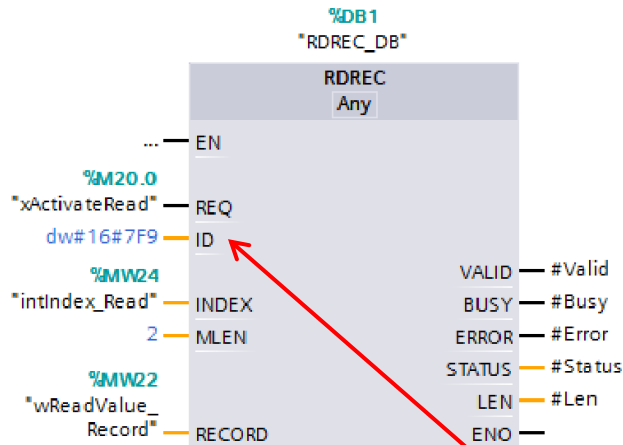 %DB1
"RDREC_DB"
RDREC
Any
... EN
%M20.0
"xActivateRead" REQ
dw#16#7F9 ID
%MW24
VALID #Valid
"intIndex_Read" INDEX BUSY #Busy
2 MLEN ERROR #Error
STATUS #Status
%MW22
"wReadValue_ LEN #Len
Record" RECORD ENO